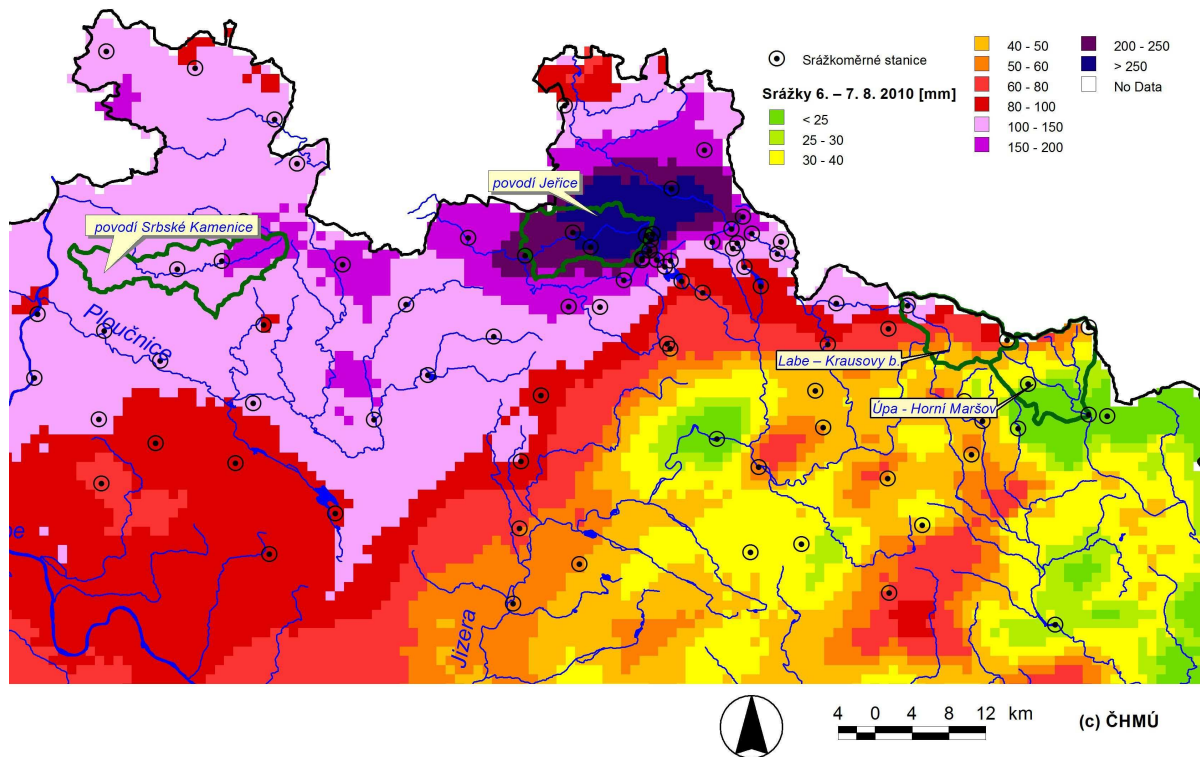 Srážkoměrné stanice
Srážky 6. – 7. 8. 2010 [mm]
< 25
25 - 30
30 - 40
40 - 50
50 - 60
60 - 80
80 - 100
100 - 150
150 - 200
200 - 250
> 250
No Data
povodí Jeřice
povodí Srbské Kamenice
Ploučnice
Labe – Krausovy b.
Úpa - Horní Maršov
Jizera
4 0 4 8 12 km
(c) ČHMÚ